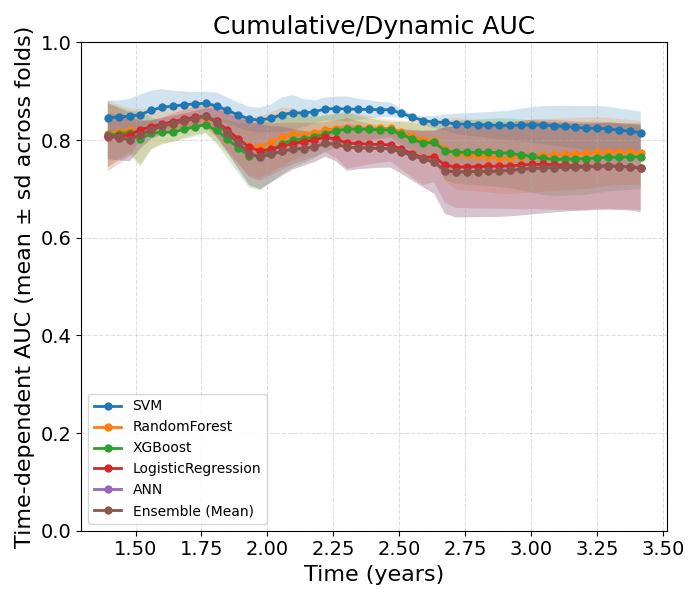 Cumulative/Dynamic AUC
Time-dependent AUC (mean ± sd across folds)
1.0
0.8
0.6
0.4
0.2
0.0
SVM
RandomForest
XGBoost
LogisticRegression
ANN
Ensemble (Mean)
1.50 1.75 2.00 2.25 2.50 2.75 3.00 3.25 3.50
Time (years)